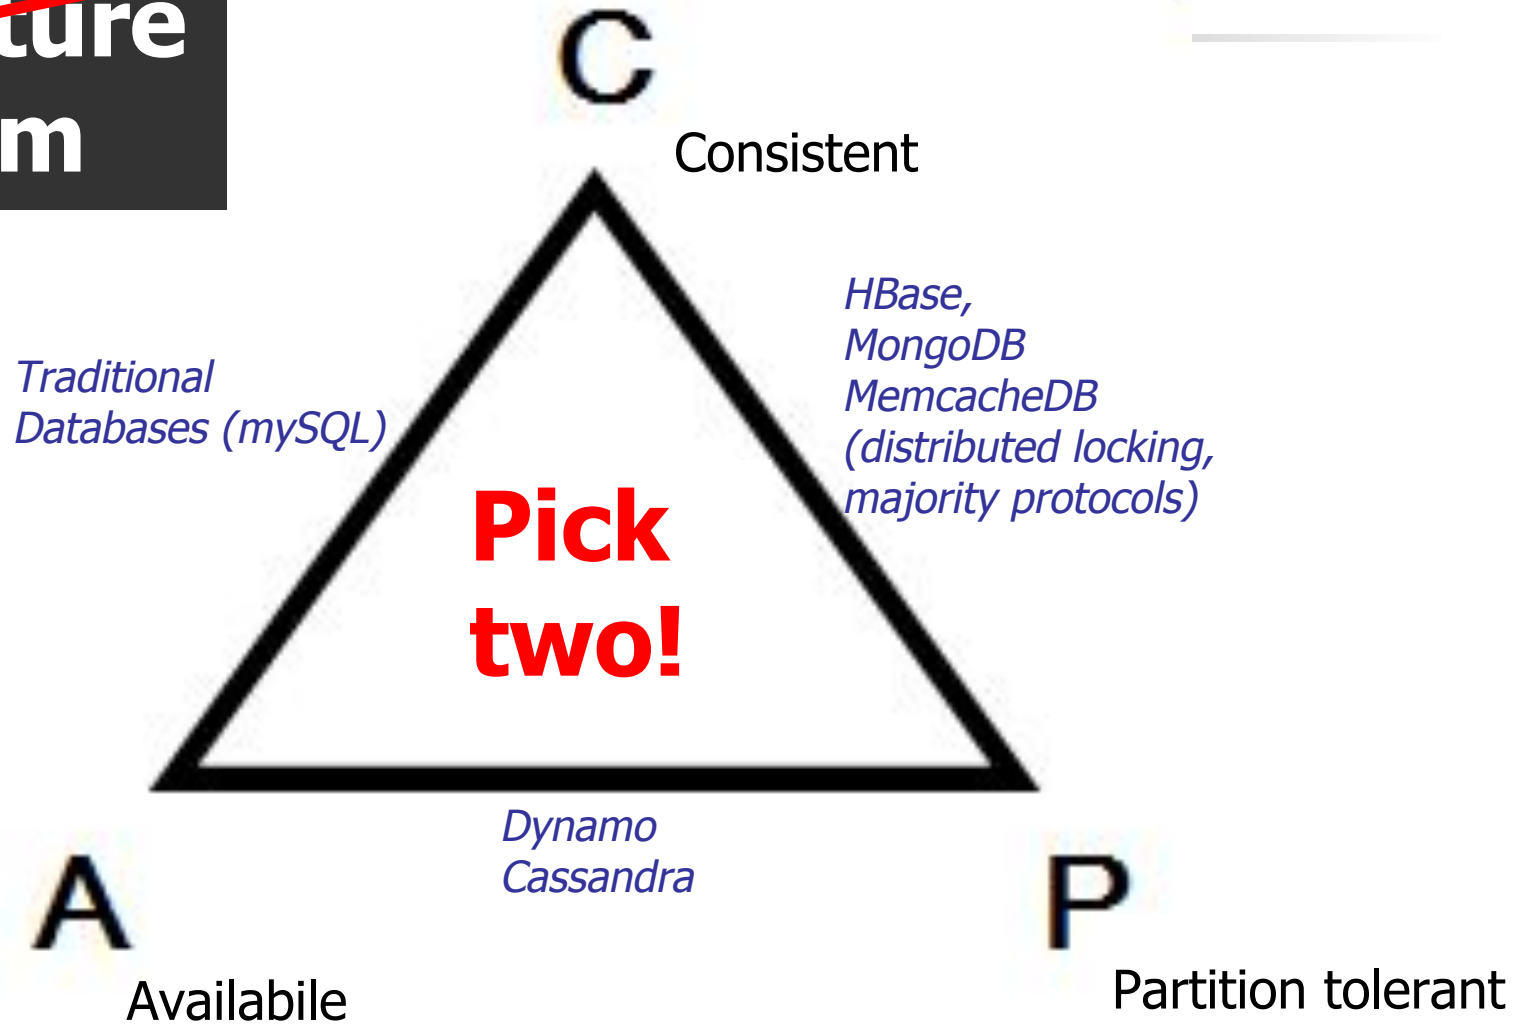 ture
m
C
Consistent
HBase,
MongoDB
MemcacheDB
(distributed locking,
majority protocols)
Traditional
Databases (mySQL)
Pick
two!
Dynamo
Cassandra
A
P
Availabile
Partition tolerant